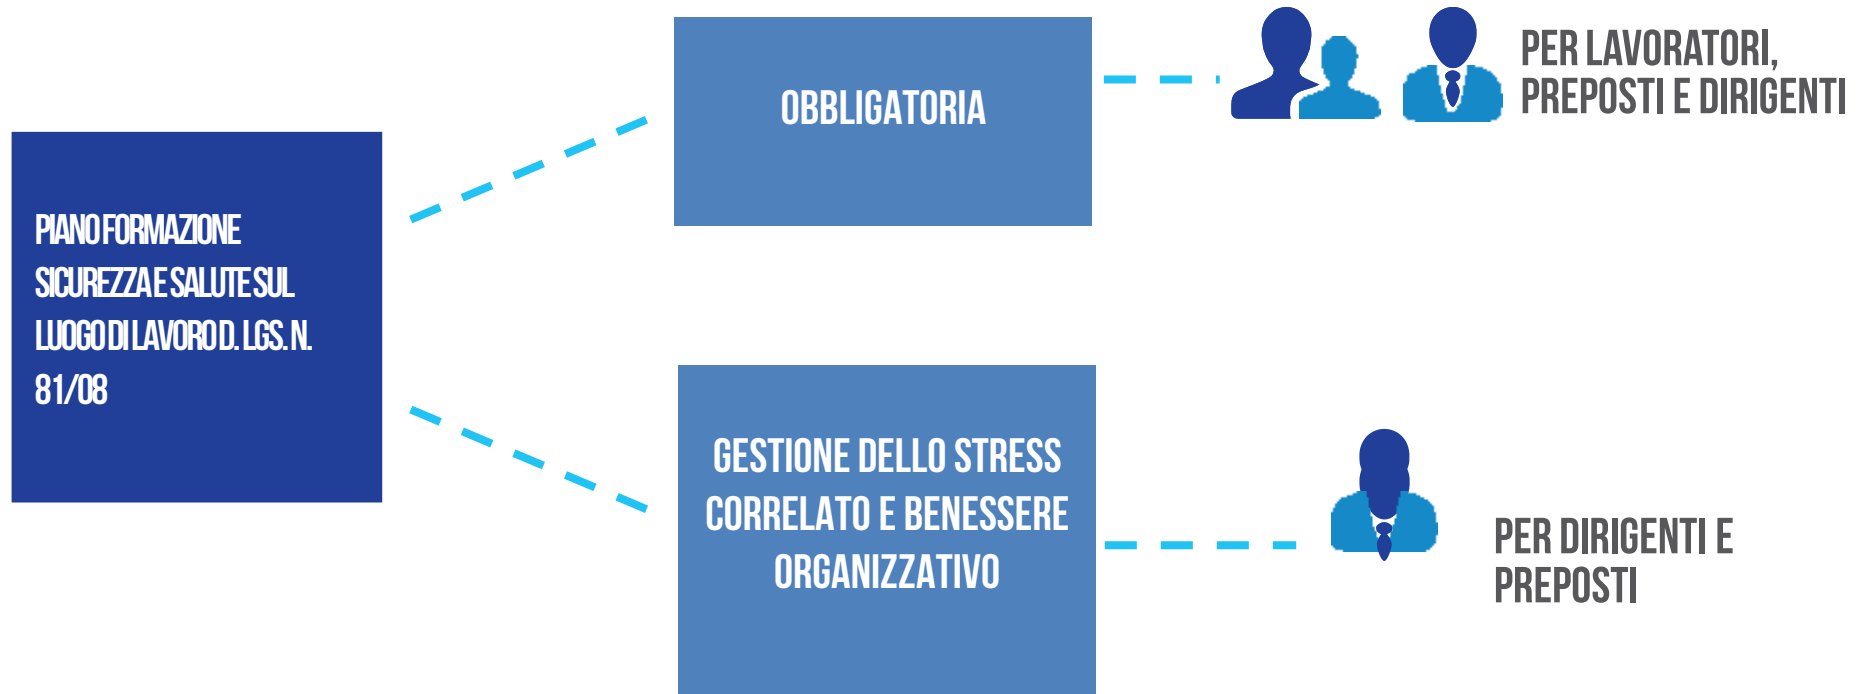 PIANO FORMAZIONE
SICUREZZA E SALUTE SUL
LUOGO DI LAVORO D. LGS. N.
81/08
OBBLIGATORIA
PER LAVORATORI,
PREPOSTI E DIRIGENTI
GESTIONE DELLO STRESS
CORRELATO E BENESSERE
ORGANIZZATIVO
PER DIRIGENTI E
PREPOSTI